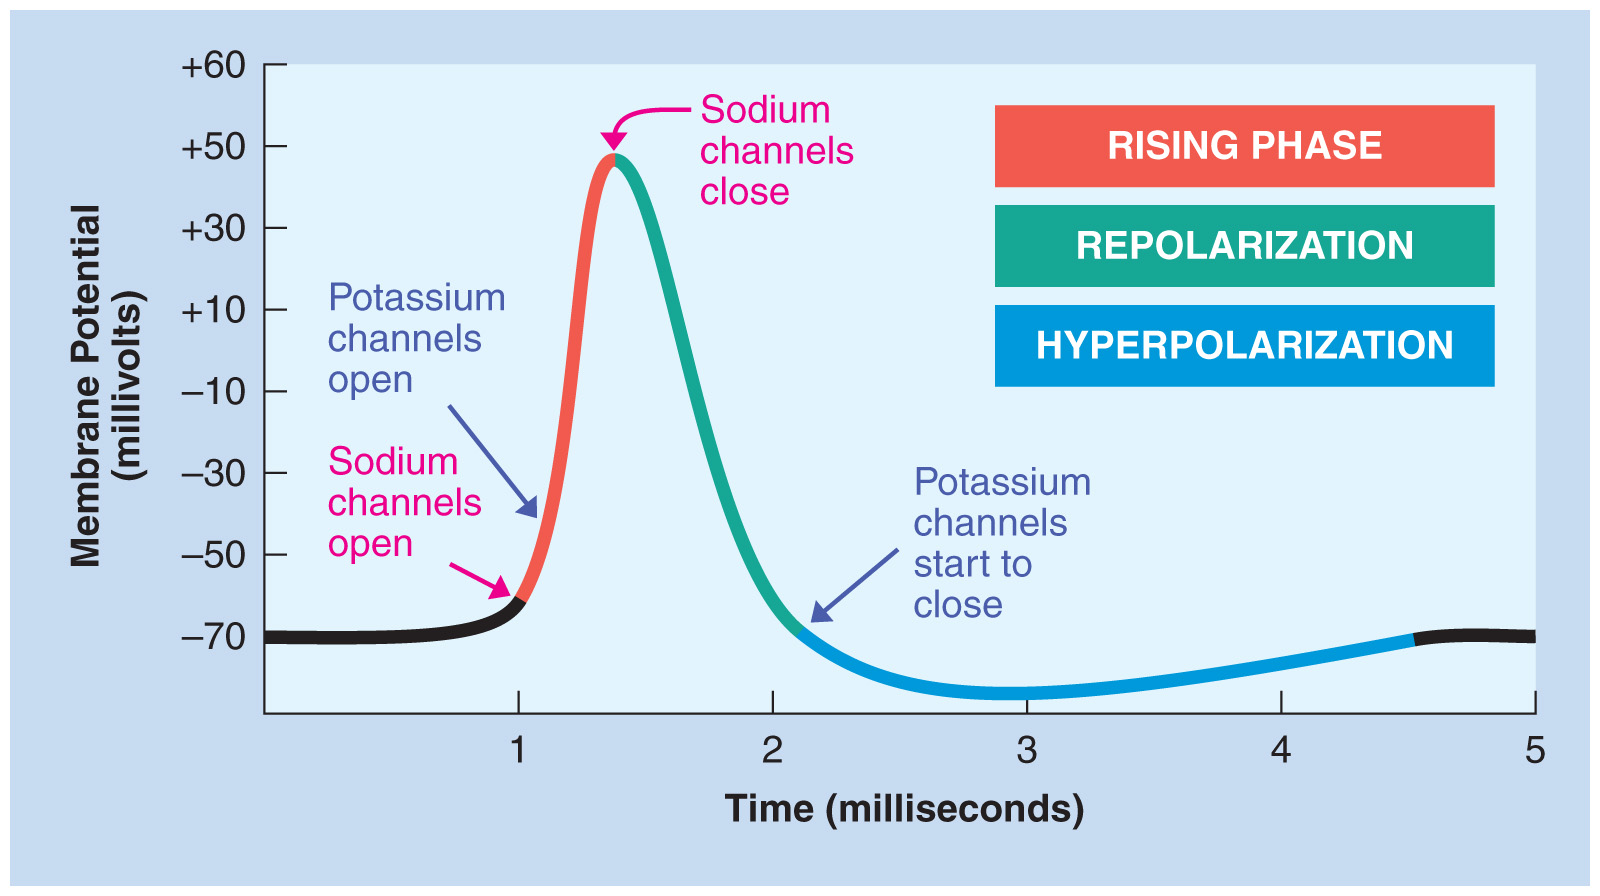 +60
+50
+30
+10
–10
–30
–50
–70
Membrane Potential
(millivolts)
Sodium
channels
close
Potassium
channels
open
Sodium
channels
open
Potassium
channels
start to
close
RISING PHASE
REPOLARIZATION
HYPERPOLARIZATION
1 2 3 4 5
Time (milliseconds)